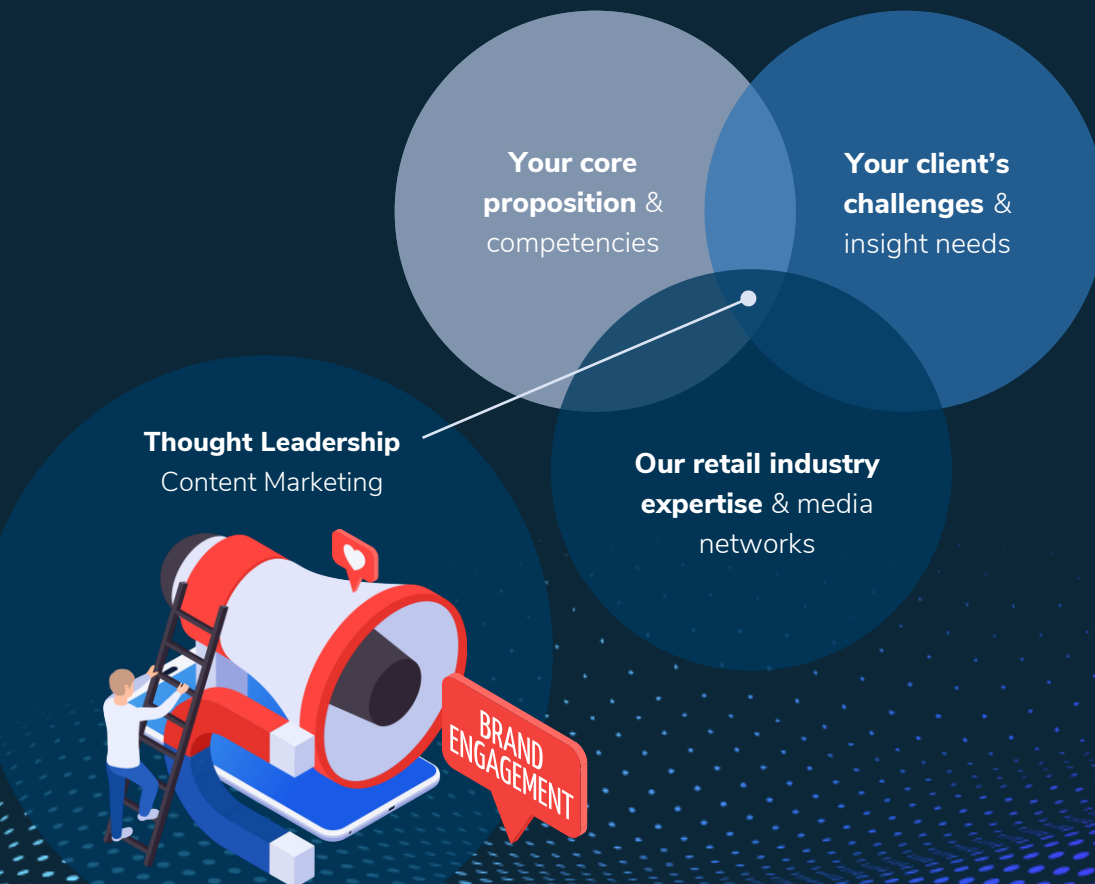 Your core
proposition &
competencies
Your client’s
challenges &
insight needs
Thought Leadership
Content Marketing
Our retail industry
expertise & media
networks
BRAND
ENGAGEMENT